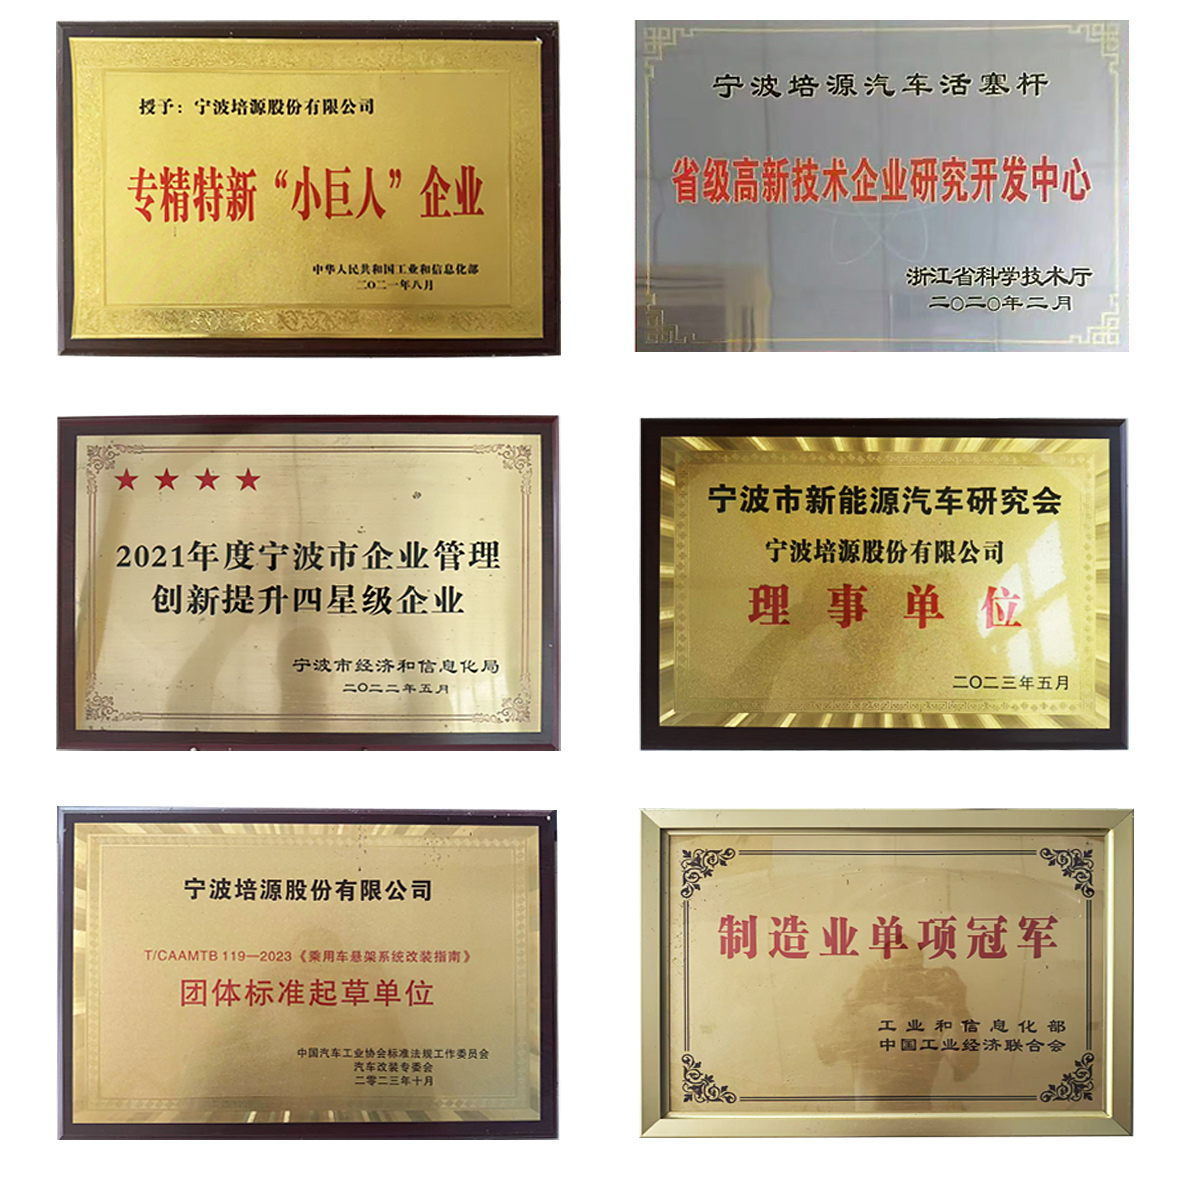 授予：宁波培源股份有限公司
专精特新“小巨人”企业
中华人民共和国工业和信息化部
二〇二一年八月
宁波培源汽车活塞杆
省级高新技术企业研究开发中心
浙江省科学技术厅
二〇二〇年二月
★★★★
2021年度宁波市企业管理
创新提升四星级企业
宁波市经济和信息化局
二〇二二年五月
宁波市新能源汽车研究会
宁波培源股份有限公司
理事单位
二〇二三年五月
宁波培源股份有限公司
T/CAAMTB 119—2023《乘用车悬架系统改装指南》
团体标准起草单位
中国汽车工业协会标准法规工作委员会
汽车改装专委会
二零二三年十月
制造业单项冠军
工业和信息化部
中国工业经济联合会